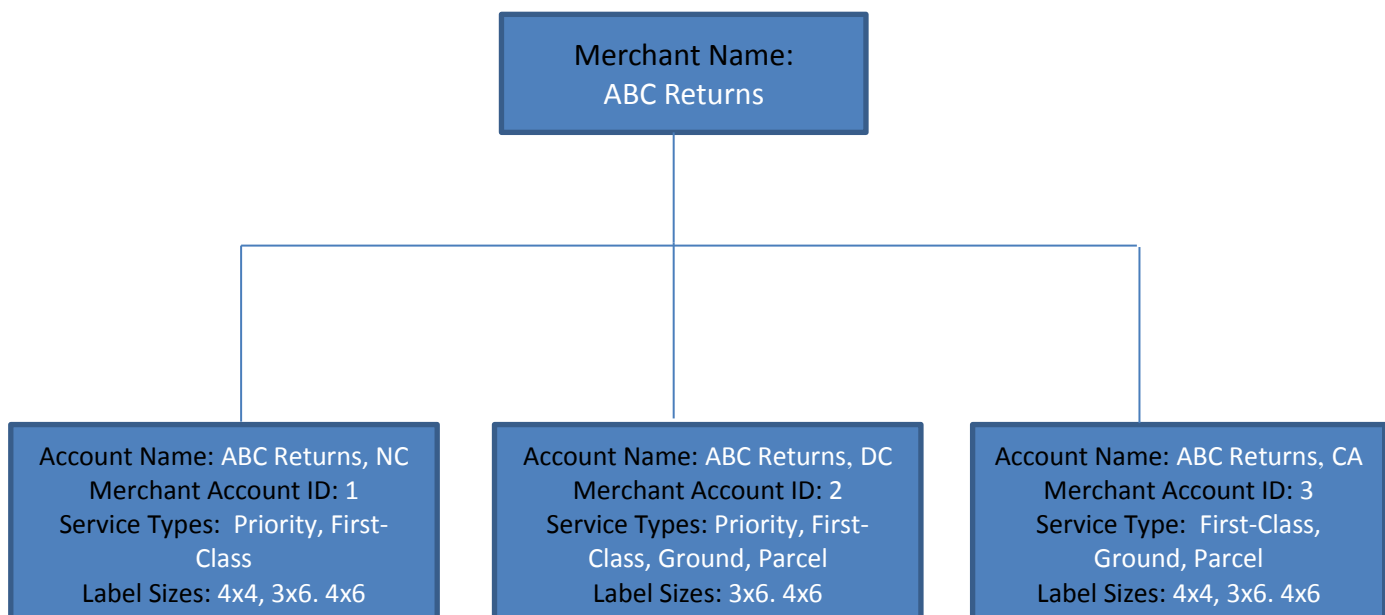 Merchant Name:
ABC Returns
Account Name: ABC Returns, NC
Merchant Account ID: 1
Service Types:  Priority, First-
Class
Label Sizes: 4x4, 3x6. 4x6
Account Name: ABC Returns, DC
Merchant Account ID: 2
Service Types: Priority, First-
Class, Ground, Parcel
Label Sizes: 3x6. 4x6
Account Name: ABC Returns, CA
Merchant Account ID: 3
Service Type:  First-Class,
Ground, Parcel
Label Sizes: 4x4, 3x6. 4x6